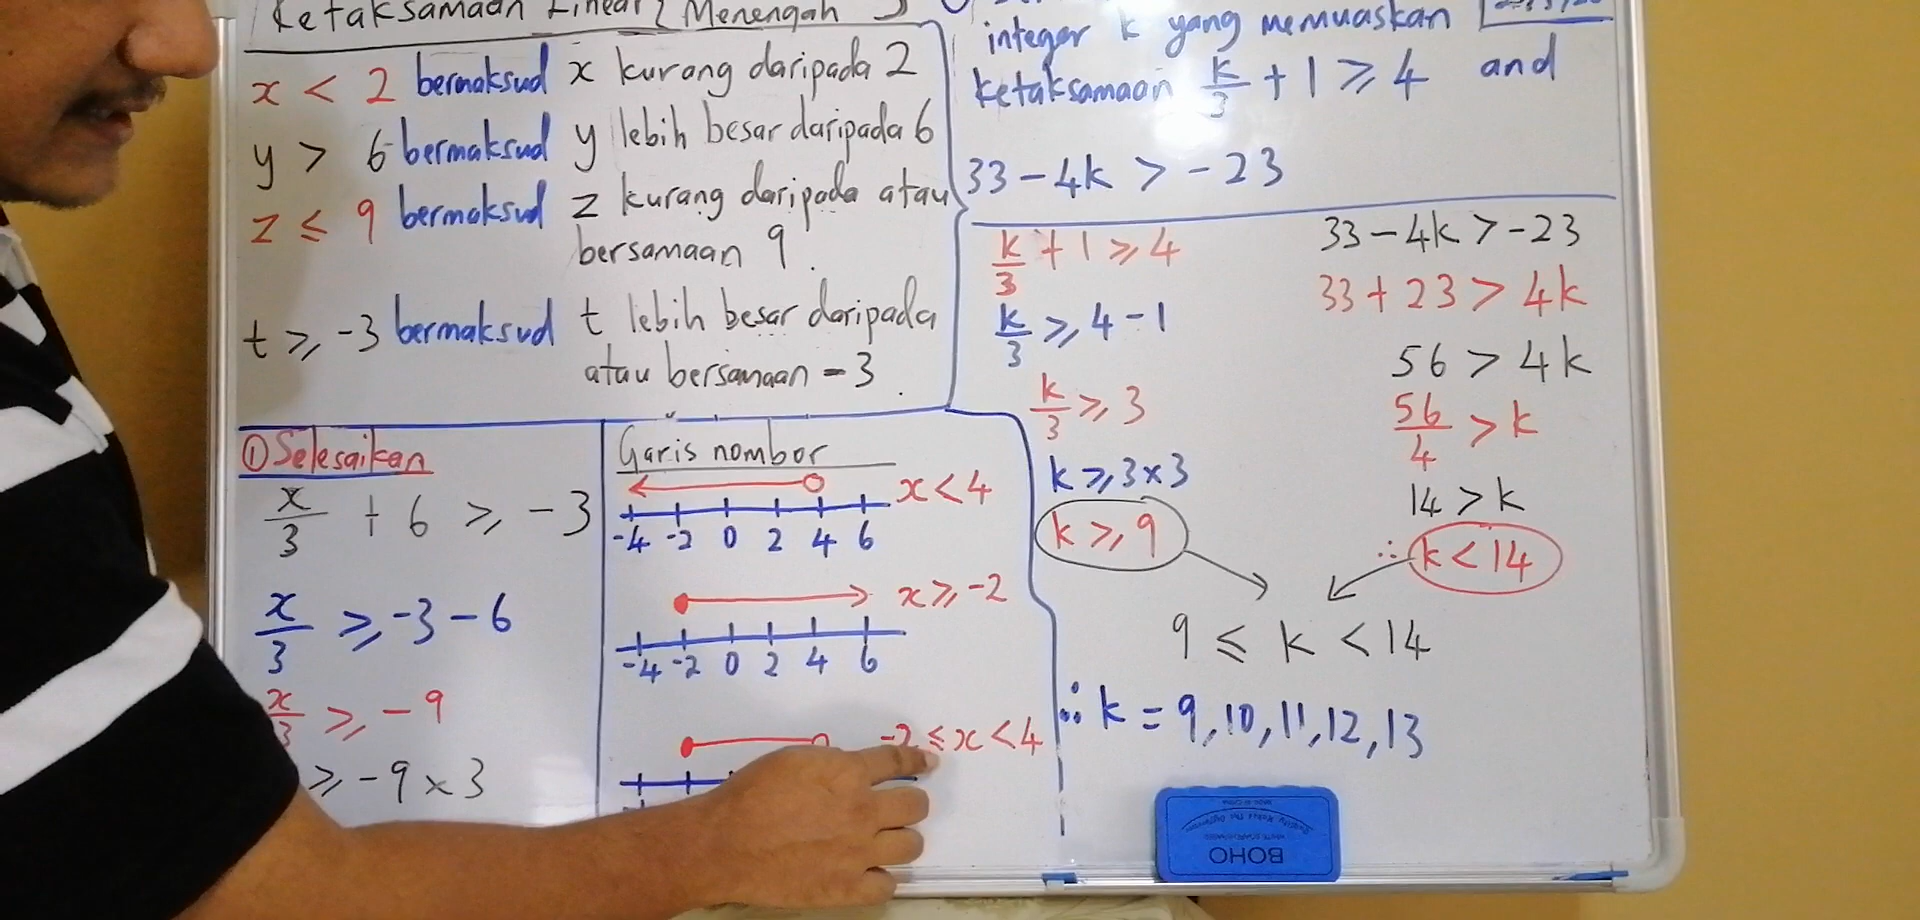 Ketaksamaan Linear Menengah
x < 2 bermaksud x kurang daripada 2
y > 6 bermaksud y lebih besar daripada 6
z ≤ 9 bermaksud z kurang daripada atau
bersamaan 9.
t ≥ -3 bermaksud t lebih besar daripada
atau bersamaan -3.
① Selesaikan
x/3 + 6 ≥ -3
x/3 ≥ -3 - 6
x/3 ≥ -9
≥ -9 × 3
Garis nombor
x < 4
-4 -2 0 2 4 6
x ≥ -2
-4 -2 0 2 4 6
-2 ≤ x < 4
integer k yang memuaskan
ketaksamaan k/3 + 1 ≥ 4 and
33 - 4k > -23
k/3 + 1 ≥ 4
k/3 ≥ 4 - 1
k/3 ≥ 3
k ≥ 3 × 3
k ≥ 9
33 - 4k > -23
33 + 23 > 4k
56 > 4k
56/4 > k
14 > k
∴ k < 14
9 ≤ k < 14
∴ k = 9, 10, 11, 12, 13
BOHO